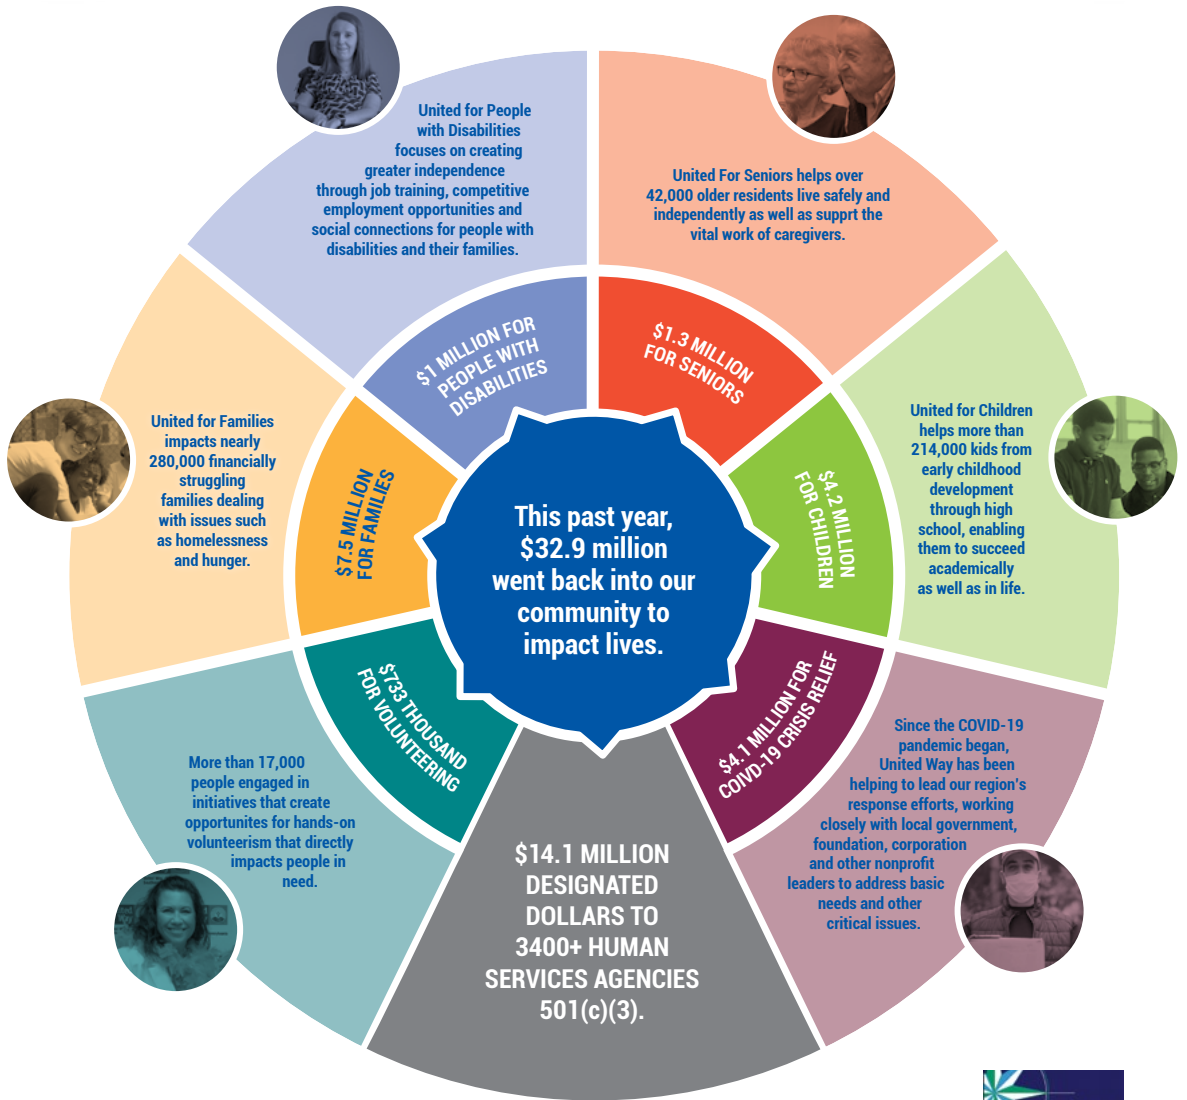 United for People
with Disabilities
focuses on creating
greater independence
through job training, competitive
employment opportunities and
social connections for people with
disabilities and their families.
United For Seniors helps over
42,000 older residents live safely and
independently as well as supprt the
vital work of caregivers.
$1 MILLION FOR
PEOPLE WITH
DISABILITIES
$1.3 MILLION
FOR SENIORS
United for Families
impacts nearly
280,000 financially
struggling
families dealing
with issues such
as homelessness
and hunger.
$7.5 MILLION
FOR FAMILIES
This past year,
$32.9 million
went back into our
community to
impact lives.
$4.2 MILLION
FOR CHILDREN
United for Children
helps more than
214,000 kids from
early childhood
development
through high
school, enabling
them to succeed
academically
as well as in life.
$733 THOUSAND
FOR VOLUNTEERING
$4.1 MILLION FOR
COIVD-19 CRISIS RELIEF
More than 17,000
people engaged in
initiatives that create
opportunites for hands-on
volunteerism that directly
impacts people in
need.
Since the COVID-19
pandemic began,
United Way has been
helping to lead our region's
response efforts, working
closely with local government,
foundation, corporation
and other nonprofit
leaders to address basic
needs and other
critical issues.
$14.1 MILLION
DESIGNATED
DOLLARS TO
3400+ HUMAN
SERVICES AGENCIES
501(c)(3).